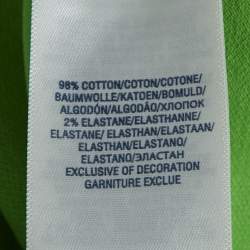 98% COTTON/COTON/COTONE/
BAUMWOLLE/KATOEN/BOMULD/
ALGODÓN/ALGODÃO/ХЛОПОК
2% ELASTANE/ELASTHANNE/
ELASTANE/ELASTHAN/ELASTAAN/
ELASTHAN/ELASTANO/
ELASTANO/ЭЛАСТАН
EXCLUSIVE OF DECORATION
GARNITURE EXCLUE